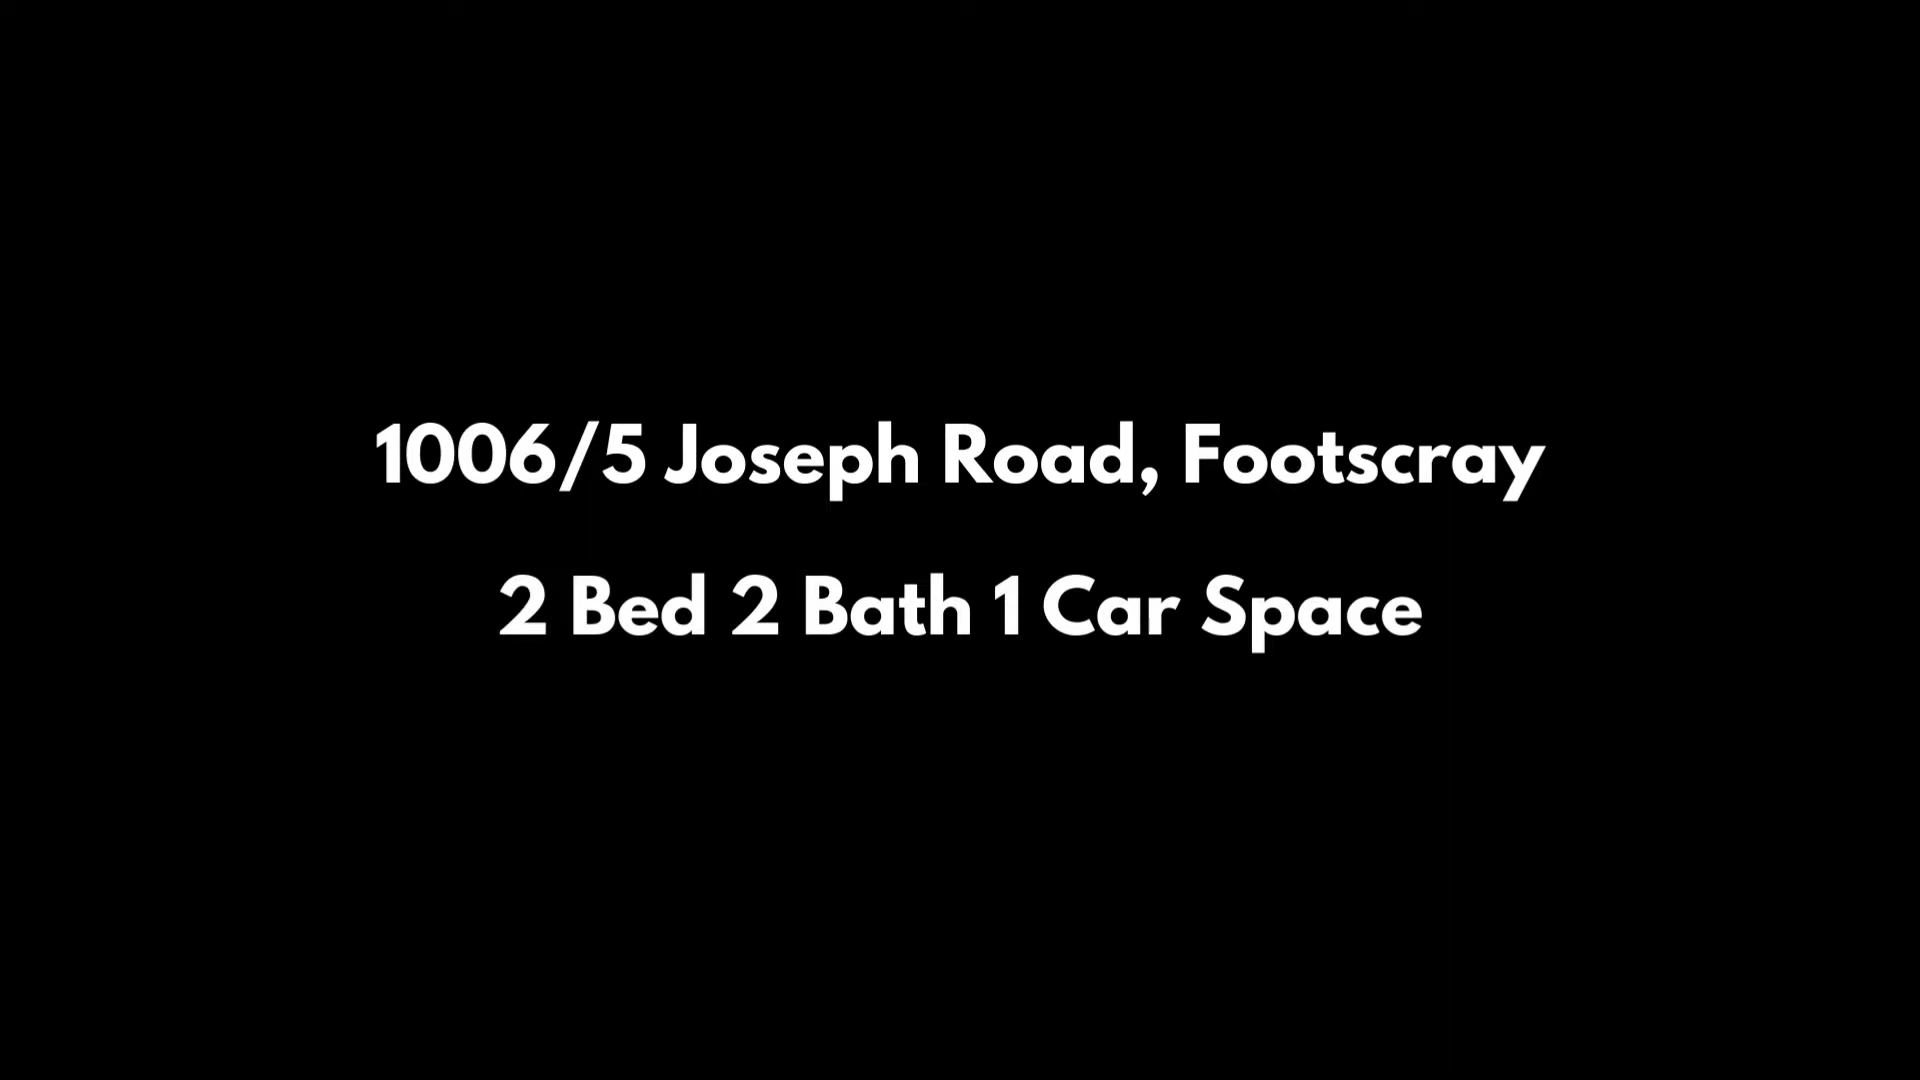 1006/5 Joseph Road, Footscray
2 Bed 2 Bath 1 Car Space